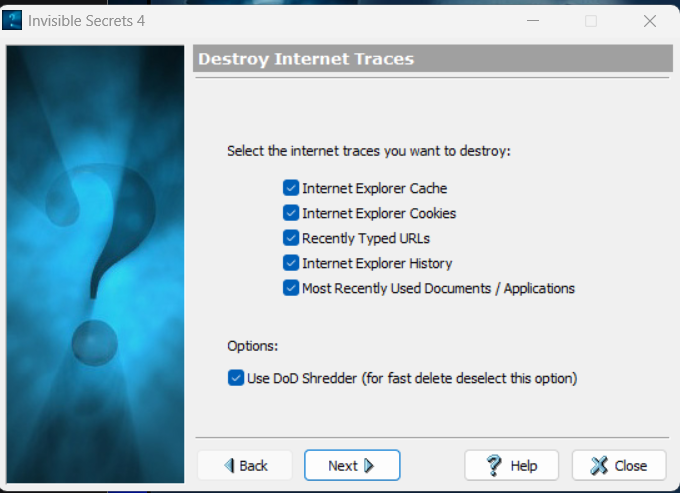 Invisible Secrets 4
Destroy Internet Traces
Select the internet traces you want to destroy:
Internet Explorer Cache
Internet Explorer Cookies
Recently Typed URLs
Internet Explorer History
Most Recently Used Documents / Applications
Options:
Use DoD Shredder (for fast delete deselect this option)
Back Next Help Close